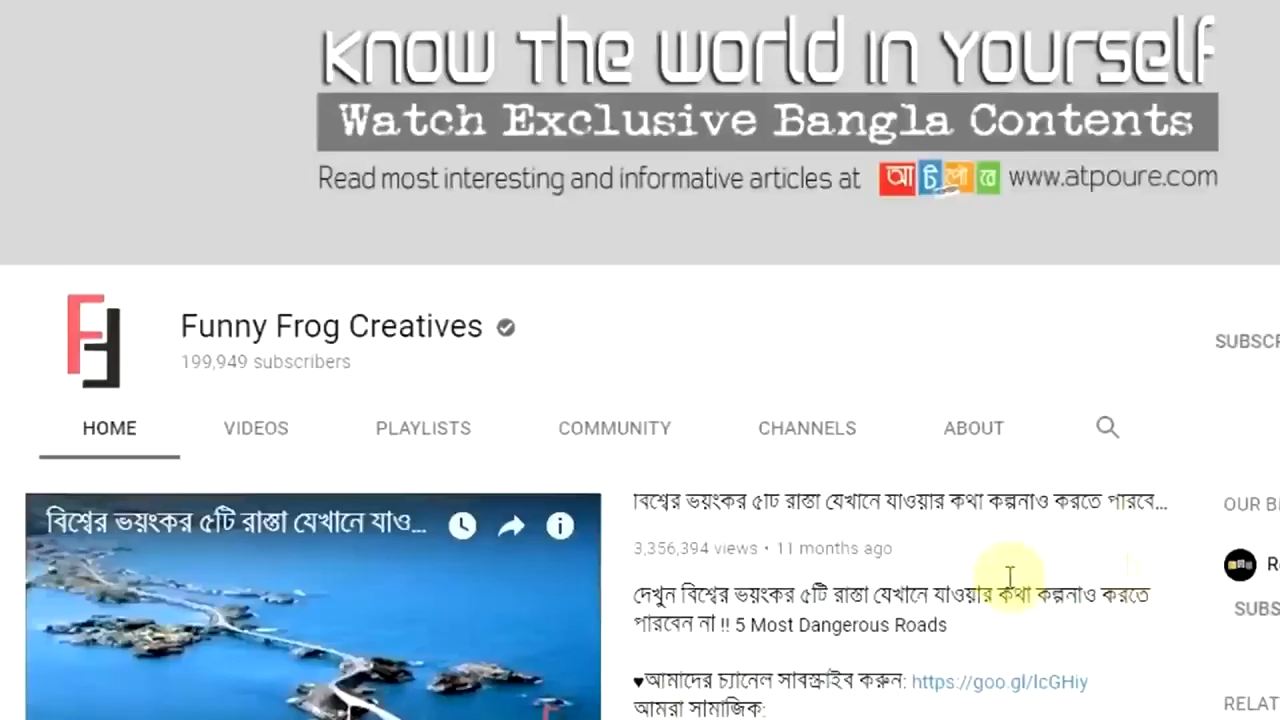 Know The World In Yourself
Watch Exclusive Bangla Contents
Read most interesting and informative articles at আটপৌরে www.atpoure.com
Funny Frog Creatives
199,949 subscribers
SUBSCR
HOME VIDEOS PLAYLISTS COMMUNITY CHANNELS ABOUT
বিশ্বের ভয়ংকর ৫টি রাস্তা যেখানে যাও...
বিশ্বের ভয়ংকর ৫টি রাস্তা যেখানে যাওয়ার কথা কল্পনাও করতে পারবে...
OUR B
3,356,394 views • 11 months ago
R
দেখুন বিশ্বের ভয়ংকর ৫টি রাস্তা যেখানে যাওয়ার কথা কল্পনাও করতে
পারবেন না !! 5 Most Dangerous Roads
SUBS
♥আমাদের চ্যানেল সাবস্ক্রাইব করুন: https://goo.gl/lcGHiy
আমরা সামাজিক:
RELAT